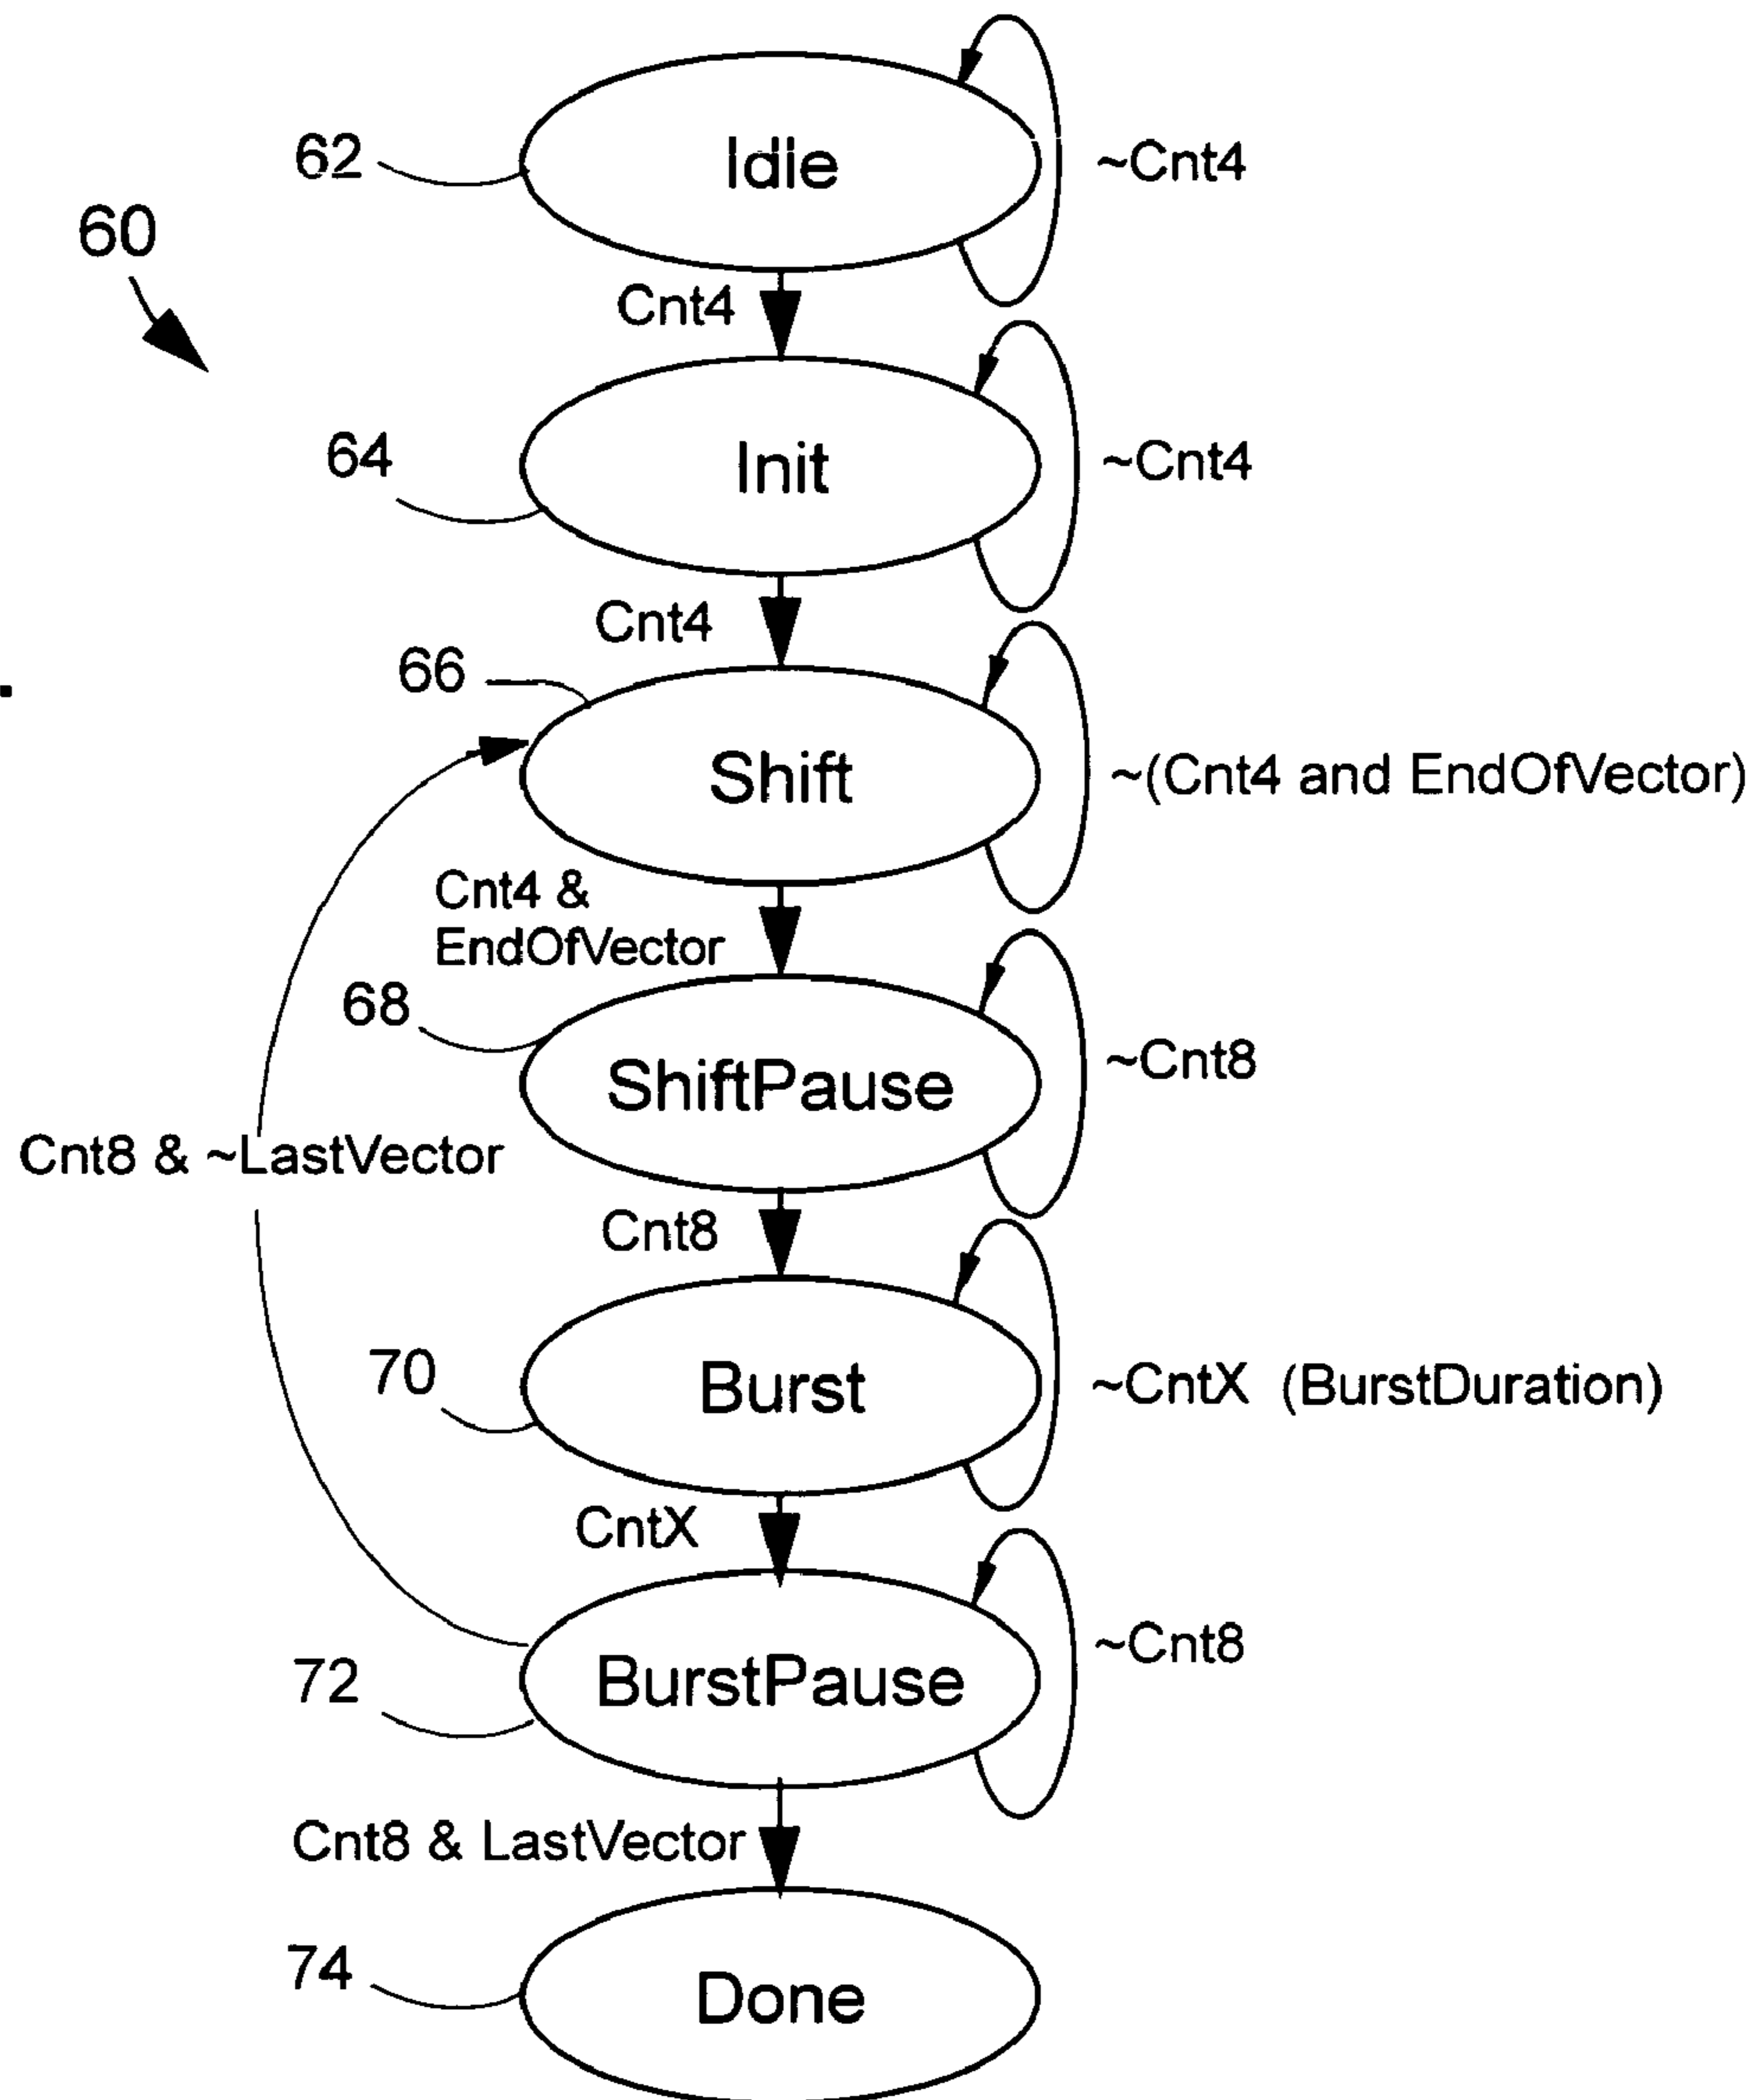 62
Idle
~Cnt4
60
Cnt4
64
Init
~Cnt4
Cnt4
66
Shift
~(Cnt4 and EndOfVector)
Cnt4 &
EndOfVector
68
ShiftPause
~Cnt8
Cnt8 & ~LastVector
Cnt8
70
Burst
~CntX (BurstDuration)
CntX
72
BurstPause
~Cnt8
Cnt8 & LastVector
74
Done